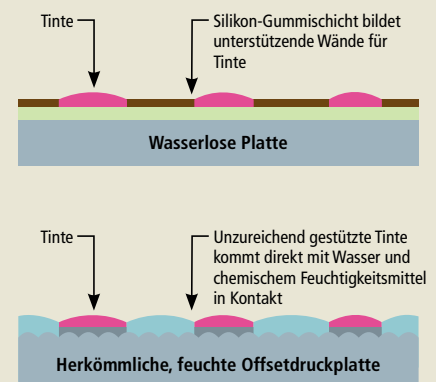 Tinte
Silikon-Gummischicht bildet
unterstützende Wände für
Tinte
Wasserlose Platte
Tinte
Unzureichend gestützte Tinte
kommt direkt mit Wasser und
chemischem Feuchtigkeitsmittel
in Kontakt
Herkömmliche, feuchte Offsetdruckplatte